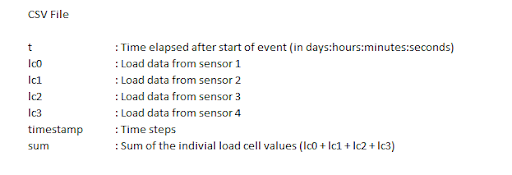 CSV File
t : Time elapsed after start of event (in days:hours:minutes:seconds)
lc0 : Load data from sensor 1
lc1 : Load data from sensor 2
lc2 : Load data from sensor 3
lc3 : Load data from sensor 4
timestamp : Time steps
sum : Sum of the indivial load cell values (lc0 + lc1 + lc2 + lc3)